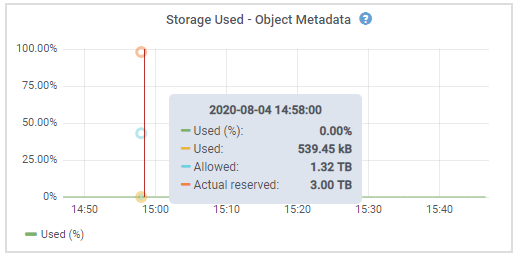 Storage Used - Object Metadata ?
100.00%
75.00%
50.00%
25.00%
0%
2020-08-04 14:58:00
Used (%): 0.00%
Used: 539.45 kB
Allowed: 1.32 TB
Actual reserved: 3.00 TB
14:50 15:00 15:10 15:20 15:30 15:40
Used (%)